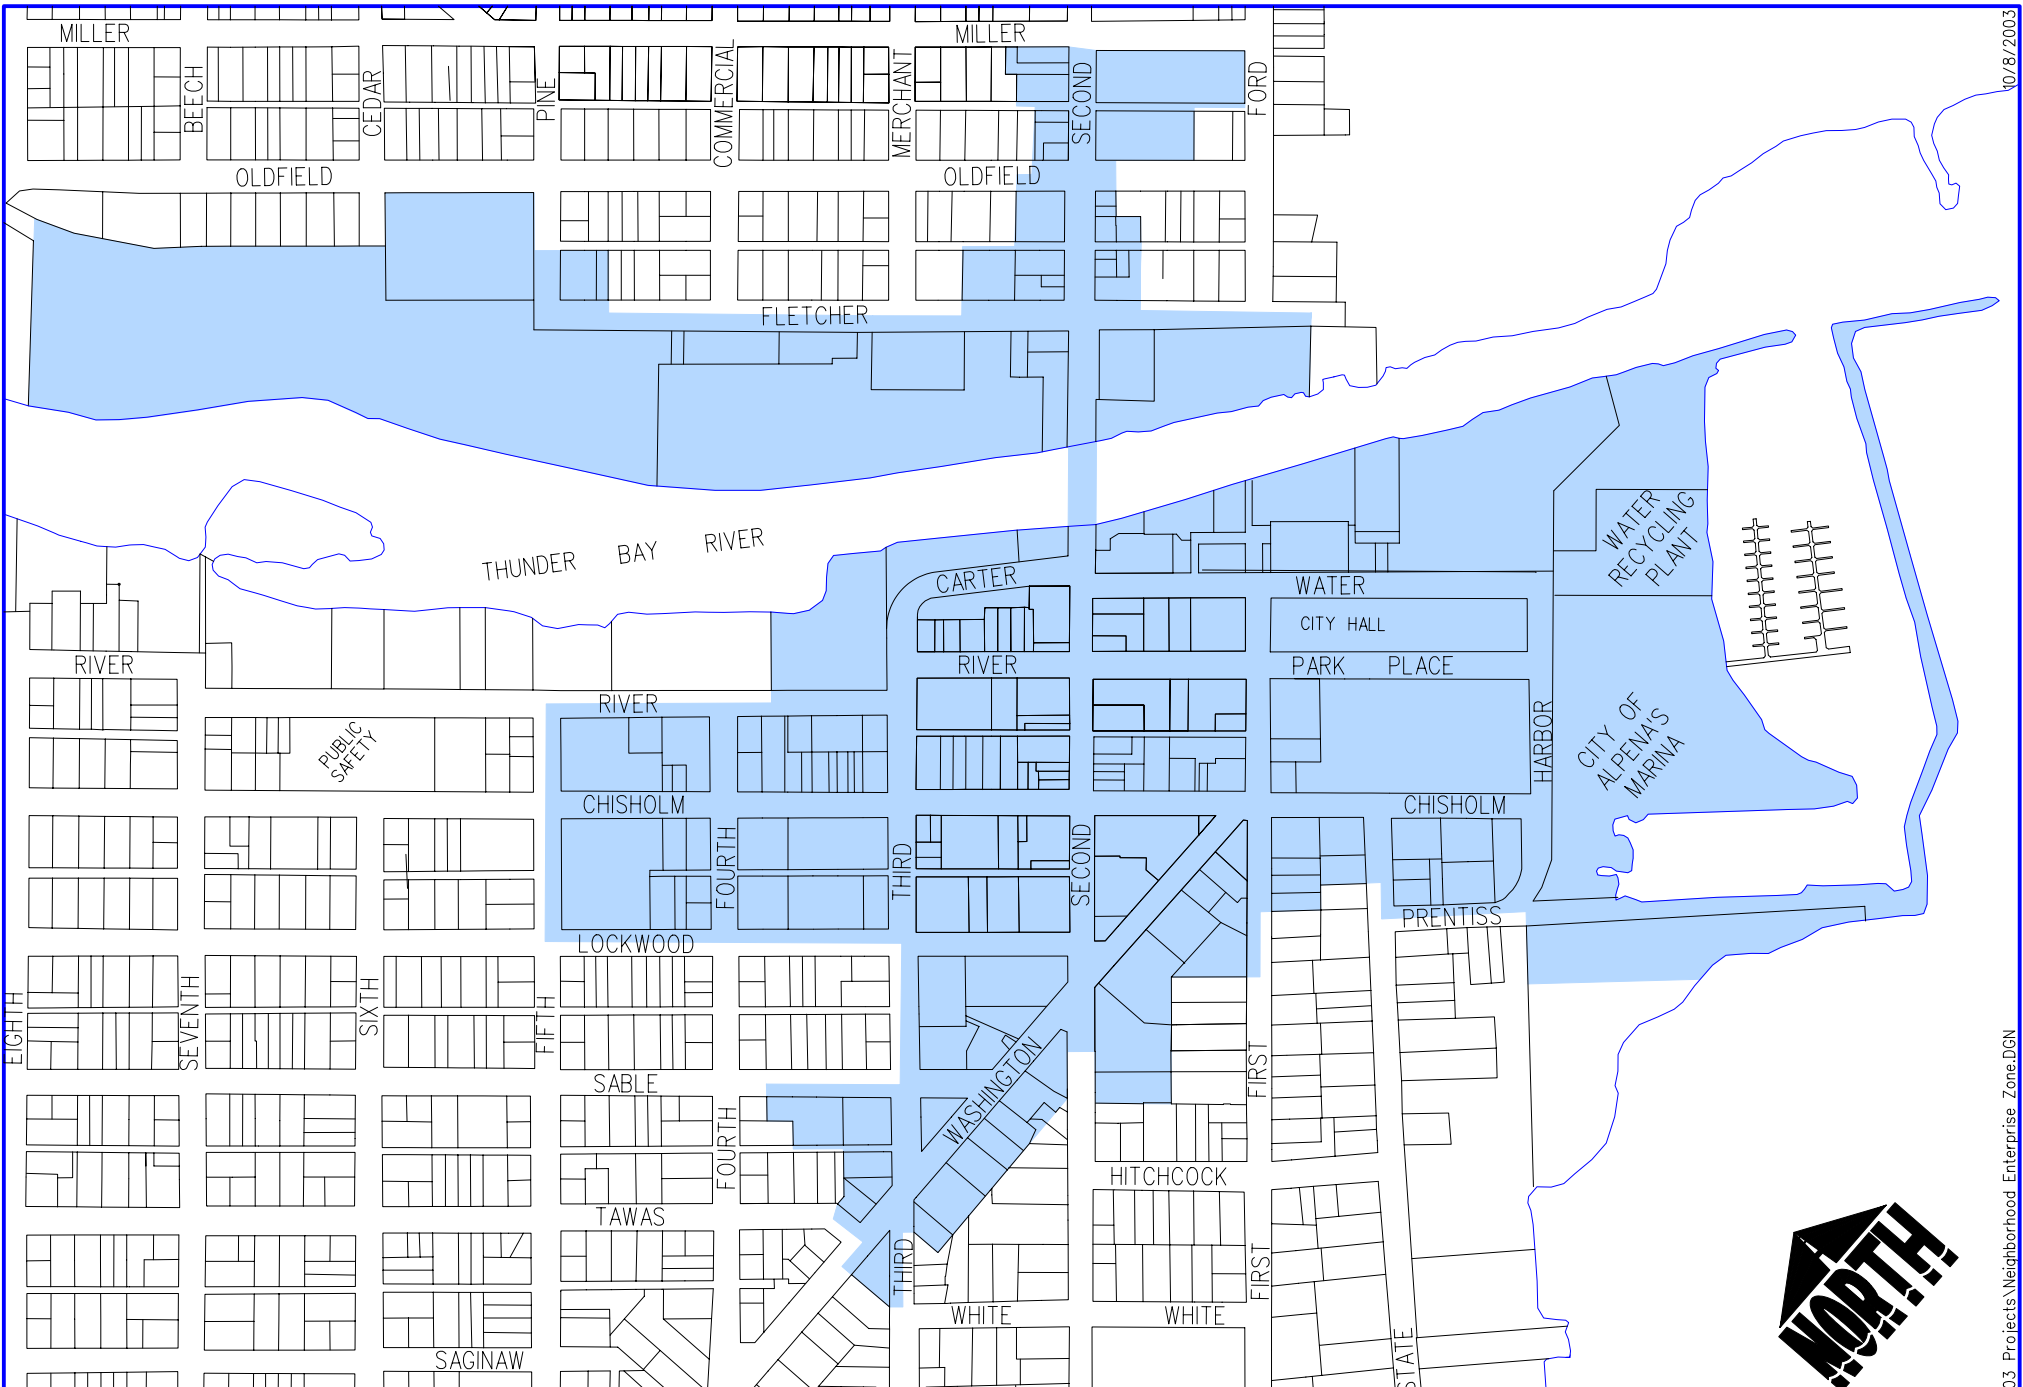 MILLER
MILLER
10/8/2003
BEECH
CEDAR
PINE
COMMERCIAL
MERCHANT
SECOND
FORD
OLDFIELD
OLDFIELD
FLETCHER
THUNDER BAY RIVER
CARTER
WATER
WATER
RECYCLING
PLANT
CITY HALL
RIVER
RIVER
PARK PLACE
RIVER
PUBLIC
SAFETY
HARBOR
CITY OF
ALPENA'S
MARINA
CHISHOLM
CHISHOLM
FOURTH
THIRD
SECOND
PRENTISS
LOCKWOOD
EIGHTH
SEVENTH
SIXTH
FIFTH
WASHINGTON
FIRST
SABLE
FOURTH
HITCHCOCK
TAWAS
THIRD
FIRST
WHITE
WHITE
SAGINAW
STATE
NORTH
03 Projects\Neighborhood Enterprise Zone.DGN